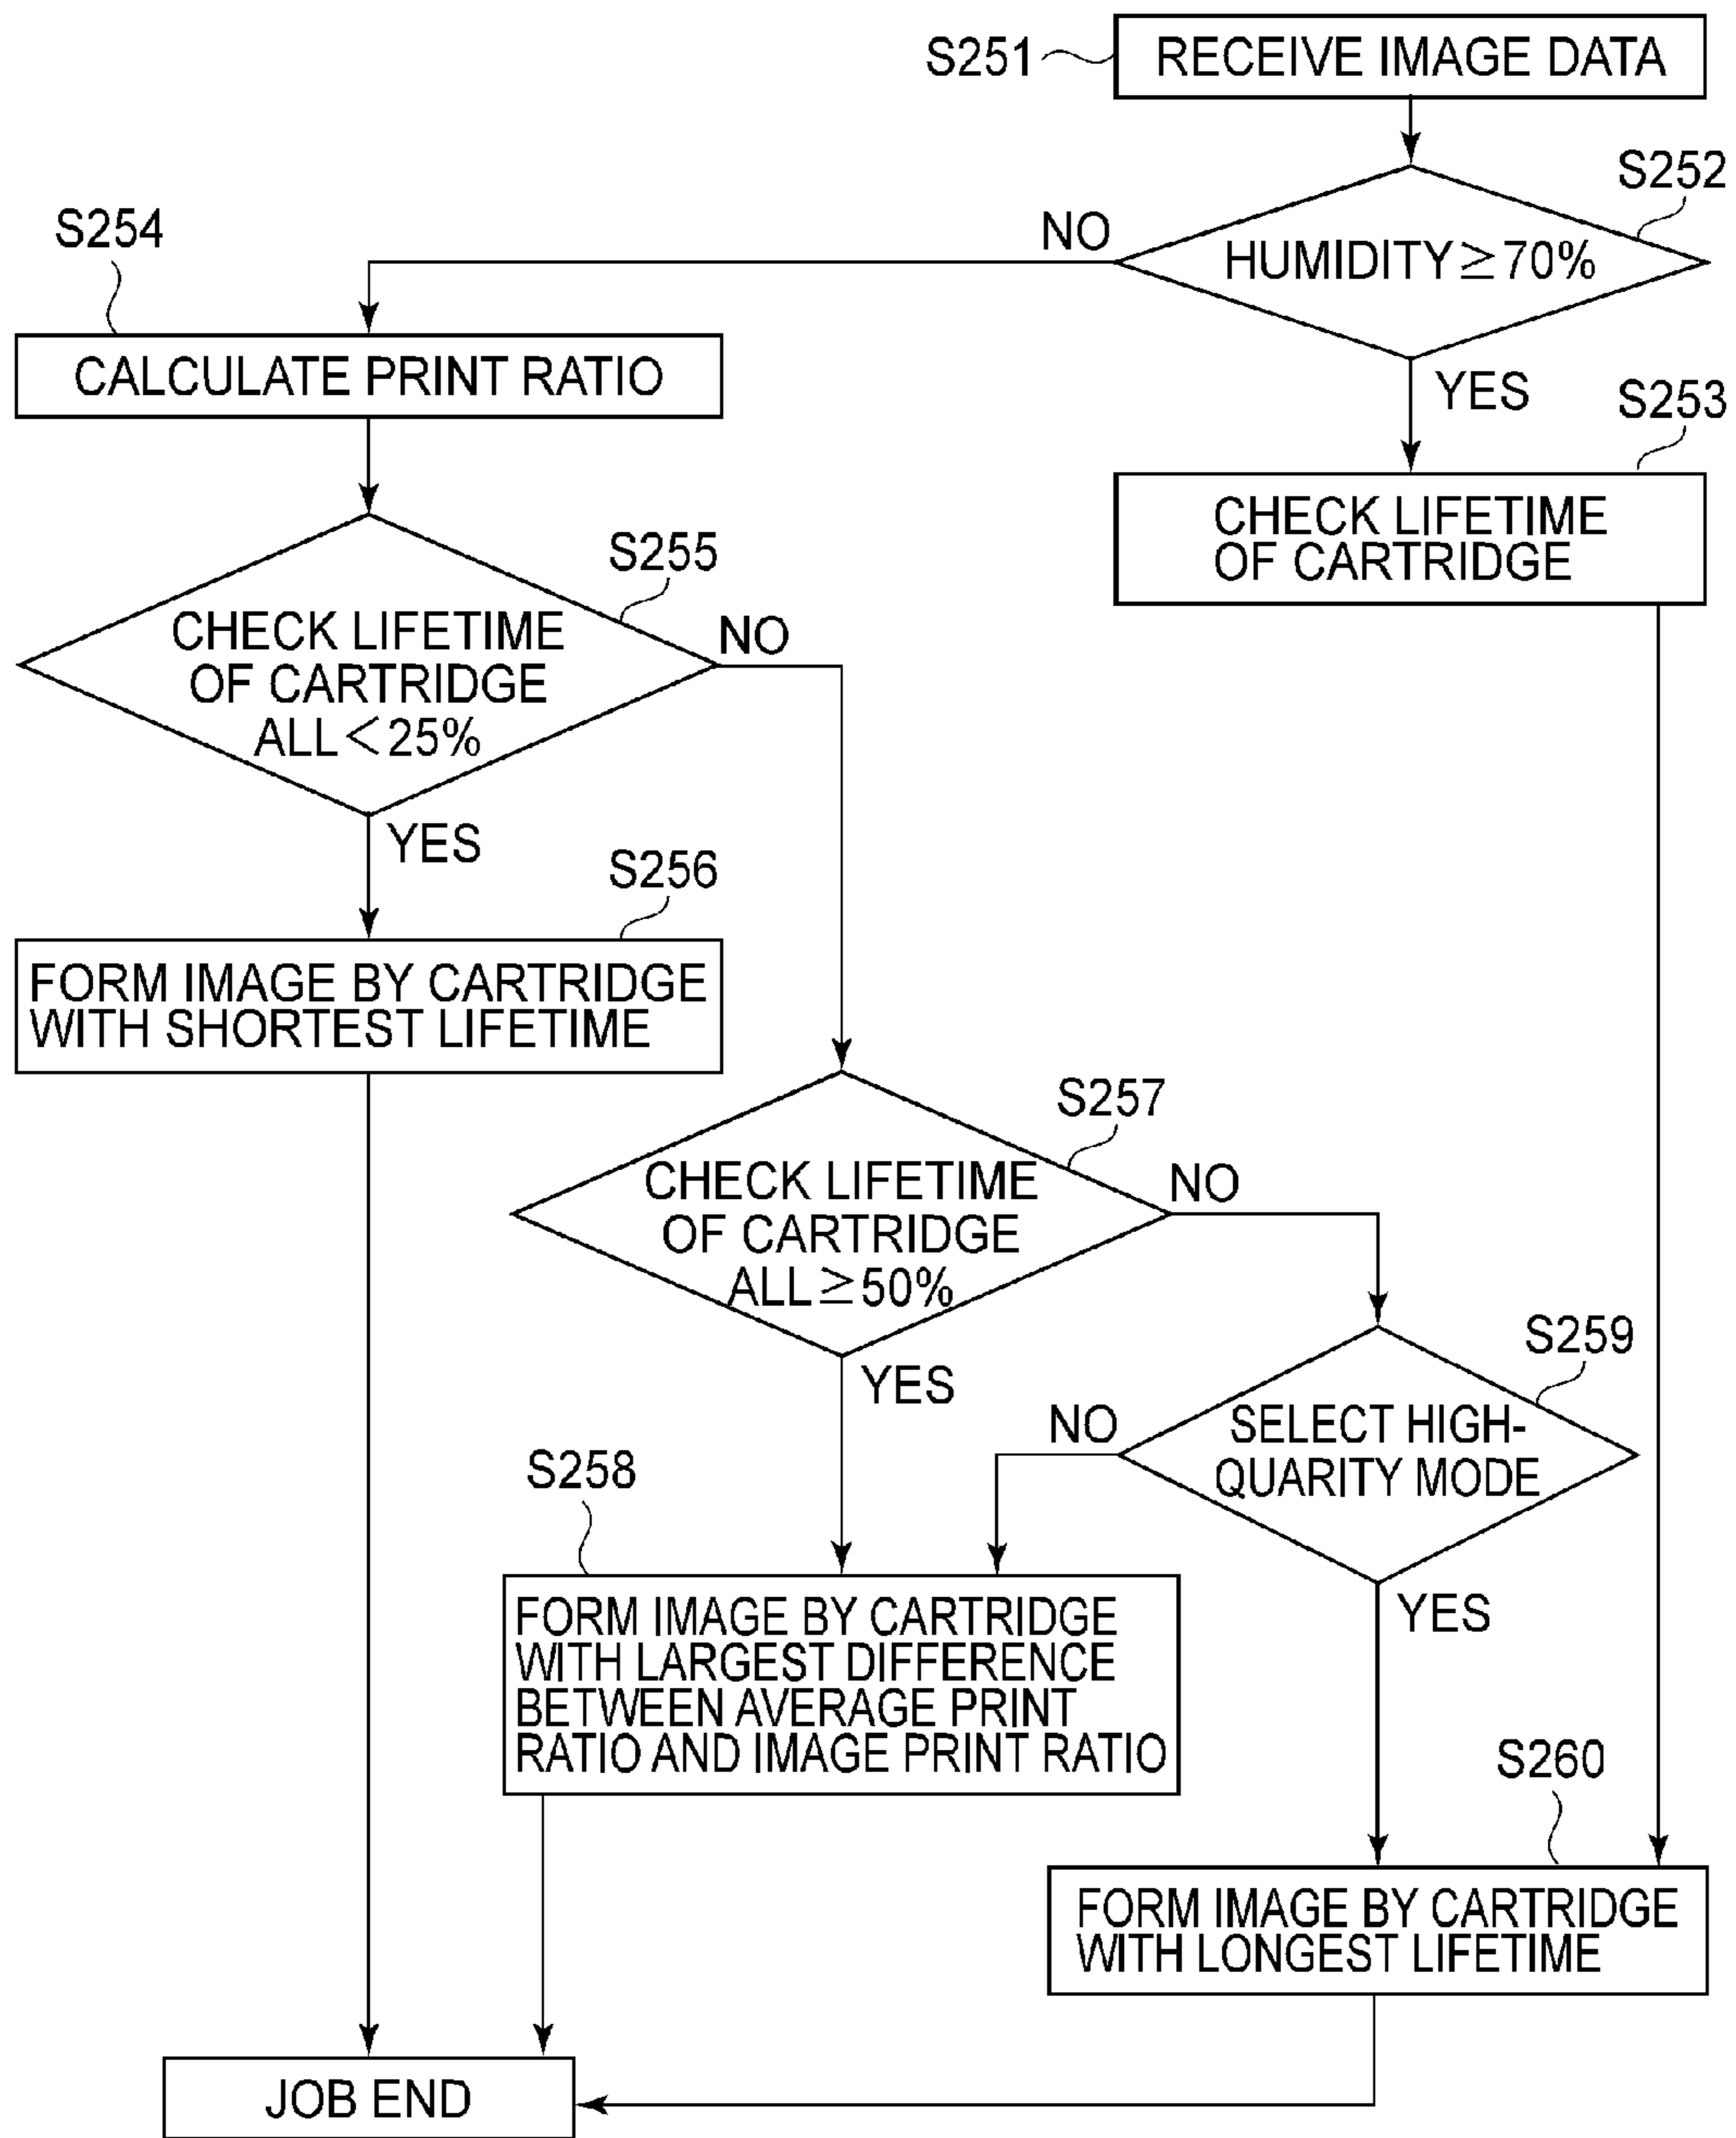 S251
RECEIVE IMAGE DATA
S252
HUMIDITY≧70%
NO
YES
S254
CALCULATE PRINT RATIO
S253
CHECK LIFETIME
OF CARTRIDGE
S255
CHECK LIFETIME
OF CARTRIDGE
ALL<25%
NO
YES
S256
FORM IMAGE BY CARTRIDGE
WITH SHORTEST LIFETIME
S257
CHECK LIFETIME
OF CARTRIDGE
ALL≧50%
NO
YES
S259
SELECT HIGH-
QUARITY MODE
NO
YES
S258
FORM IMAGE BY CARTRIDGE
WITH LARGEST DIFFERENCE
BETWEEN AVERAGE PRINT
RATIO AND IMAGE PRINT RATIO
S260
FORM IMAGE BY CARTRIDGE
WITH LONGEST LIFETIME
JOB END